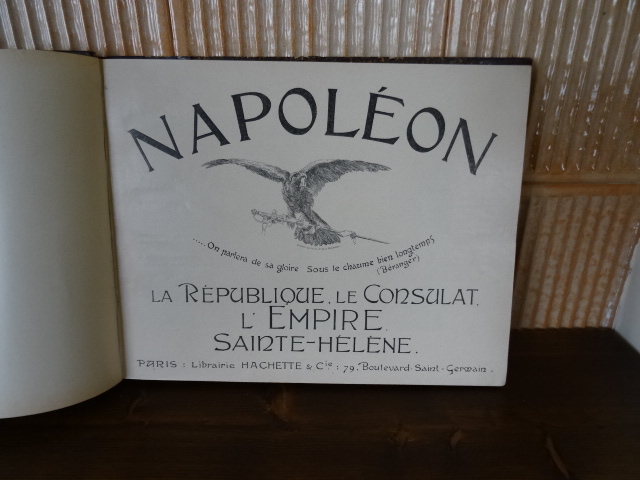 NAPOLÉON
.....On parlera de sa gloire Sous le chaume bien longtemps
(Béranger)
LA RÉPUBLIQUE. LE CONSULAT.
L'EMPIRE.
SAINTE-HÉLÈNE.
PARIS : Librairie HACHETTE & Cie : 79, Boulevard Saint-Germain.